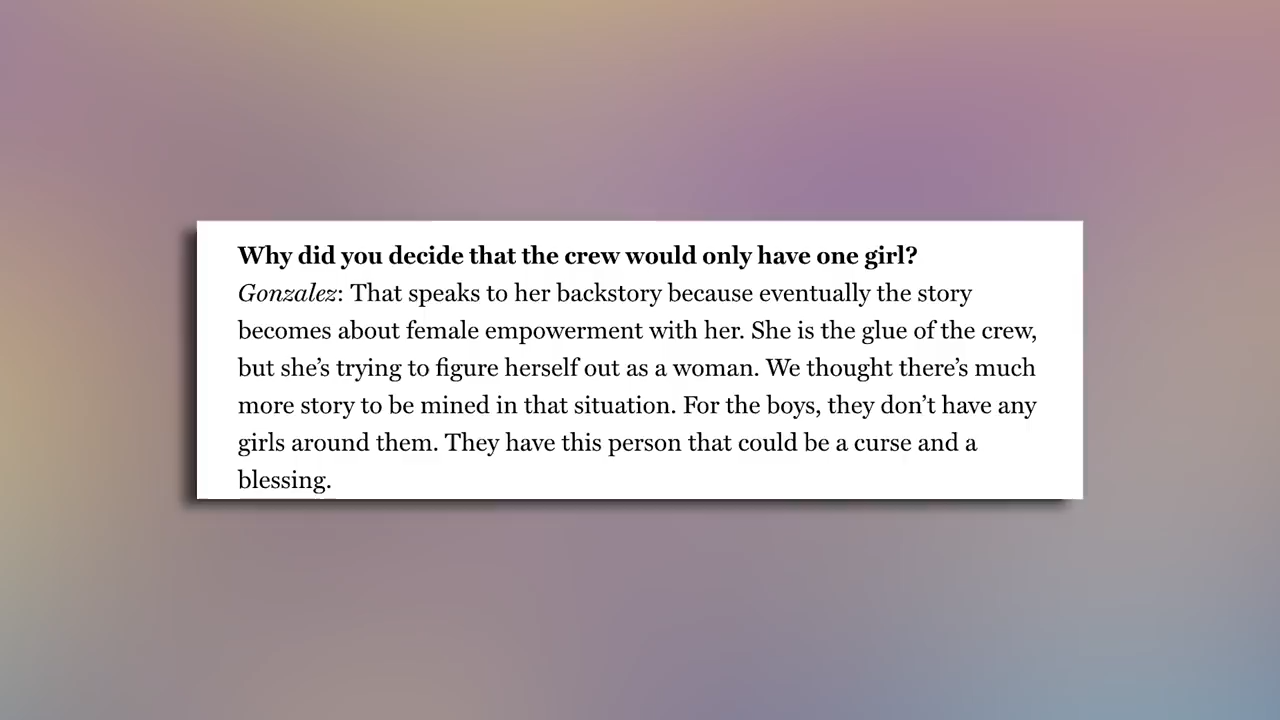 Why did you decide that the crew would only have one girl?
Gonzalez: That speaks to her backstory because eventually the story
becomes about female empowerment with her. She is the glue of the crew,
but she’s trying to figure herself out as a woman. We thought there’s much
more story to be mined in that situation. For the boys, they don’t have any
girls around them. They have this person that could be a curse and a
blessing.